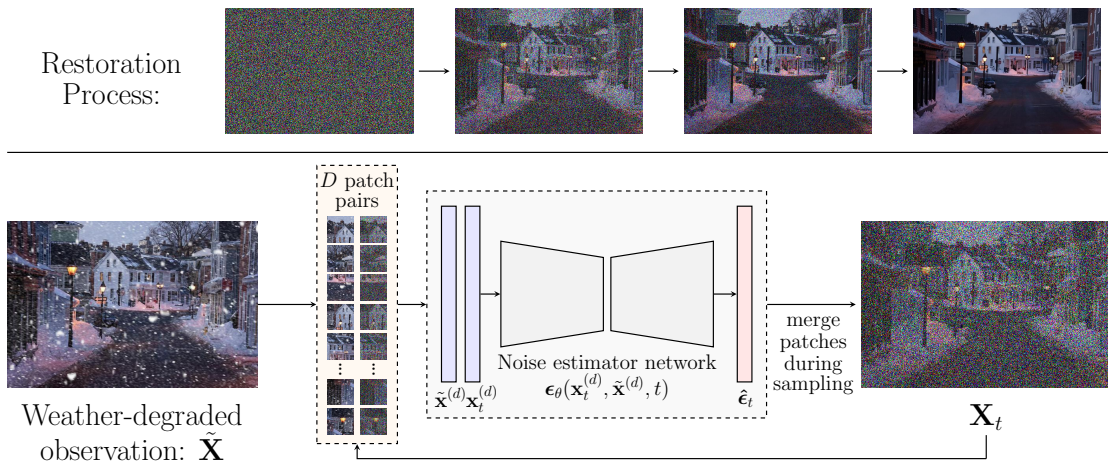 Restoration
Process:
D patch
pairs
Noise estimator network
𝛜_θ(𝐱_t^(d), 𝐱̃^(d), t)
𝐱̃^(d) 𝐱_t^(d)
𝛜̂_t
merge
patches
during
sampling
Weather-degraded
observation: 𝐗̃
𝐗_t